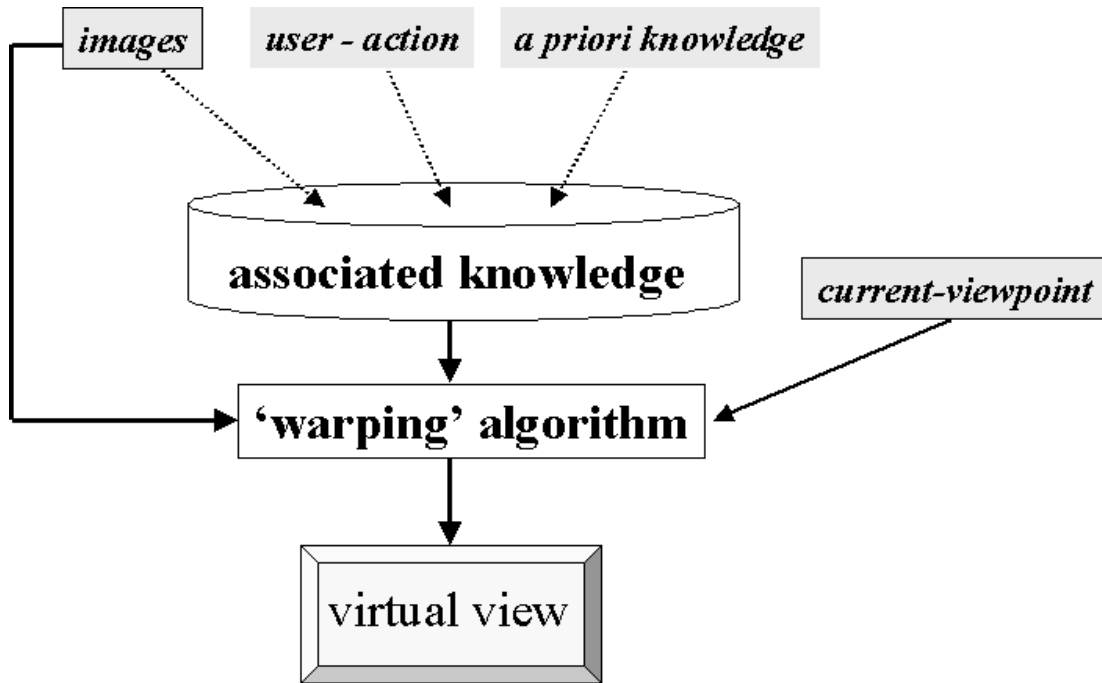 images
user - action
a priori knowledge
associated knowledge
current-viewpoint
‘warping’ algorithm
virtual view